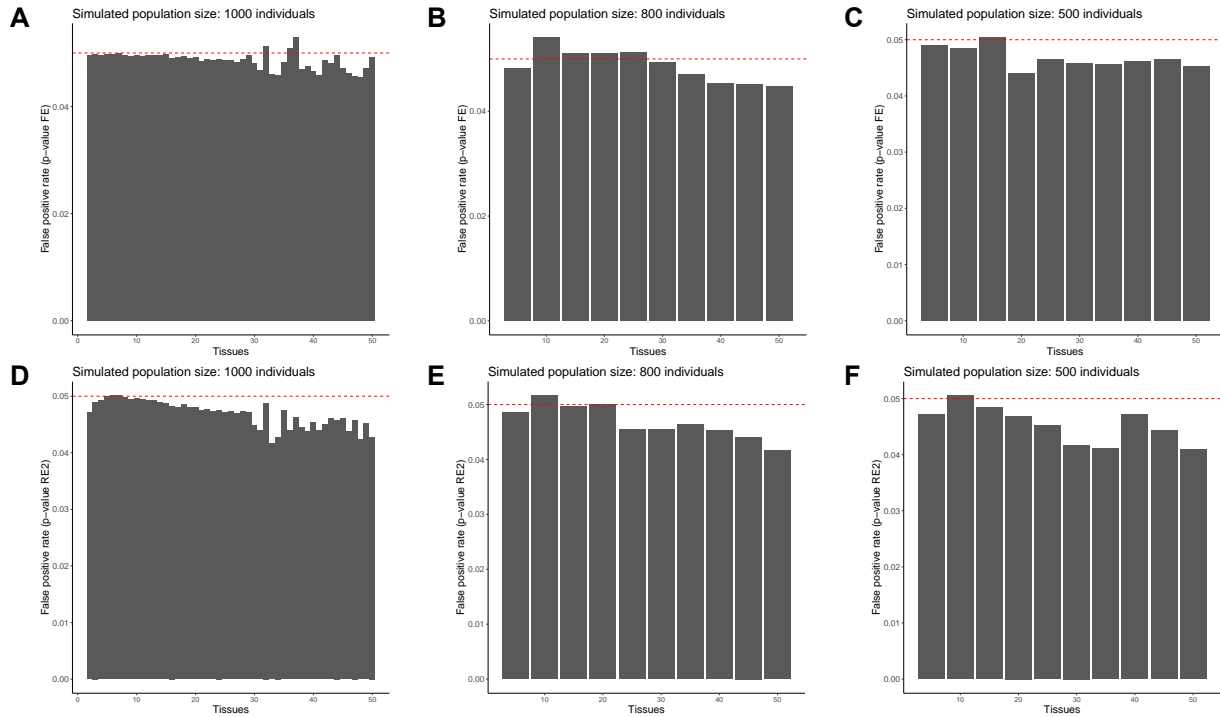 A
Simulated population size: 1000 individuals
False positive rate (p−value FE)
0.04
0.02
0.00
0 10 20 30 40 50
Tissues
B
Simulated population size: 800 individuals
False positive rate (p−value FE)
0.04
0.02
0.00
10 20 30 40 50
Tissues
C
Simulated population size: 500 individuals
False positive rate (p−value FE)
0.05
0.04
0.03
0.02
0.01
0.00
10 20 30 40 50
Tissues
D
Simulated population size: 1000 individuals
False positive rate (p−value RE2)
0.05
0.04
0.03
0.02
0.01
0.00
0 10 20 30 40 50
Tissues
E
Simulated population size: 800 individuals
False positive rate (p−value RE2)
0.05
0.04
0.03
0.02
0.01
0.00
10 20 30 40 50
Tissues
F
Simulated population size: 500 individuals
False positive rate (p−value RE2)
0.05
0.04
0.03
0.02
0.01
0.00
10 20 30 40 50
Tissues